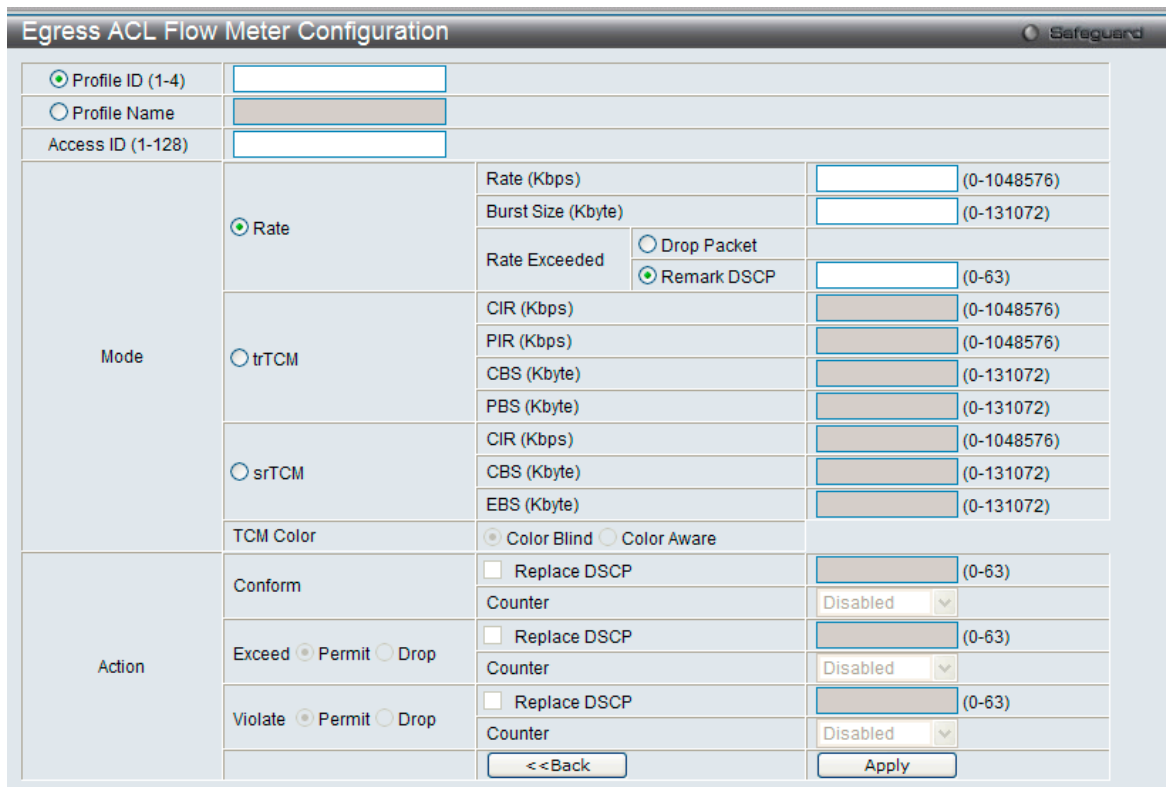 Egress ACL Flow Meter Configuration
Safeguard
Profile ID (1-4)
Profile Name
Access ID (1-128)
Mode
Rate
Rate (Kbps)
(0-1048576)
Burst Size (Kbyte)
(0-131072)
Rate Exceeded
Drop Packet
Remark DSCP
(0-63)
trTCM
CIR (Kbps)
(0-1048576)
PIR (Kbps)
(0-1048576)
CBS (Kbyte)
(0-131072)
PBS (Kbyte)
(0-131072)
srTCM
CIR (Kbps)
(0-1048576)
CBS (Kbyte)
(0-131072)
EBS (Kbyte)
(0-131072)
TCM Color
Color Blind Color Aware
Action
Conform
Replace DSCP
(0-63)
Counter
Disabled
Exceed Permit Drop
Replace DSCP
(0-63)
Counter
Disabled
Violate Permit Drop
Replace DSCP
(0-63)
Counter
Disabled
<<Back
Apply